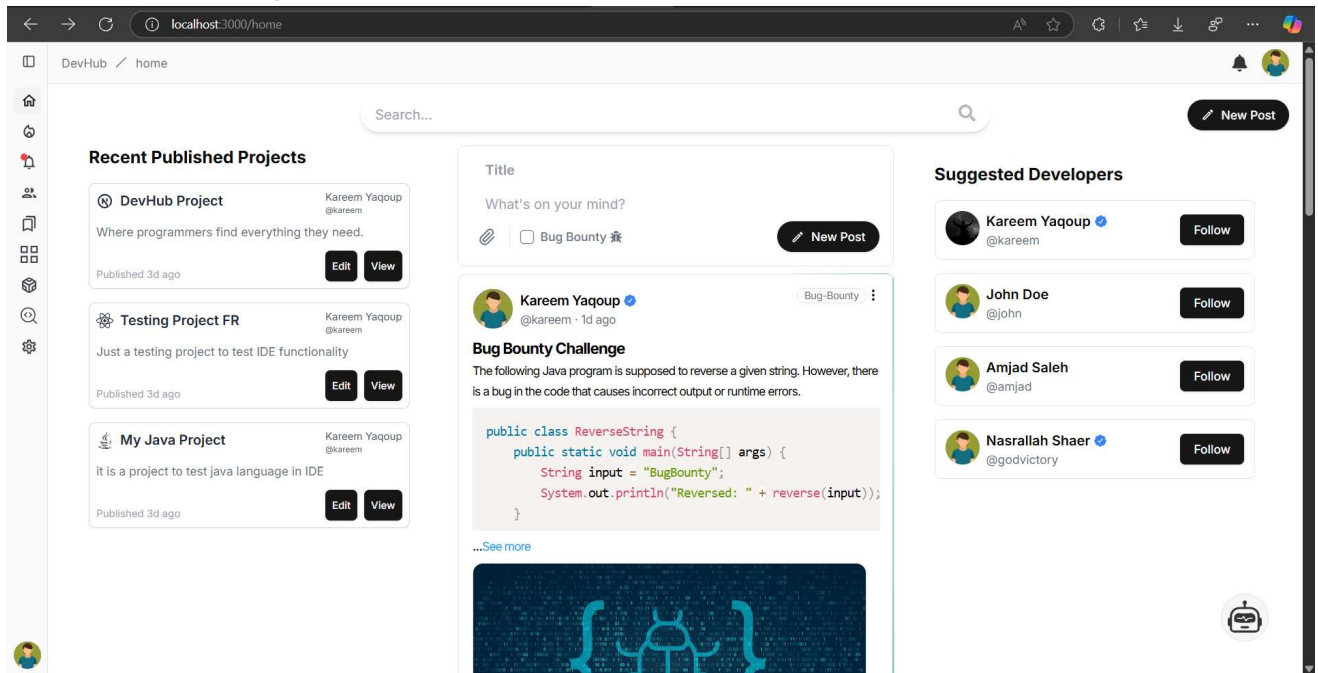 localhost:3000/home
DevHub / home
Search...
New Post
Recent Published Projects
DevHub Project
Kareem Yaqoup
@kareem
Where programmers find everything they need.
Published 3d ago
Edit
View
Testing Project FR
Kareem Yaqoup
@kareem
Just a testing project to test IDE functionality
Published 3d ago
Edit
View
My Java Project
Kareem Yaqoup
@kareem
it is a project to test java language in IDE
Published 3d ago
Edit
View
Title
What's on your mind?
Bug Bounty
New Post
Kareem Yaqoup
@kareem · 1d ago
Bug-Bounty
Bug Bounty Challenge
The following Java program is supposed to reverse a given string. However, there
is a bug in the code that causes incorrect output or runtime errors.
public class ReverseString {
public static void main(String[] args) {
String input = "BugBounty";
System.out.println("Reversed: " + reverse(input));
}
...See more
Suggested Developers
Kareem Yaqoup
@kareem
Follow
John Doe
@john
Follow
Amjad Saleh
@amjad
Follow
Nasrallah Shaer
@godvictory
Follow